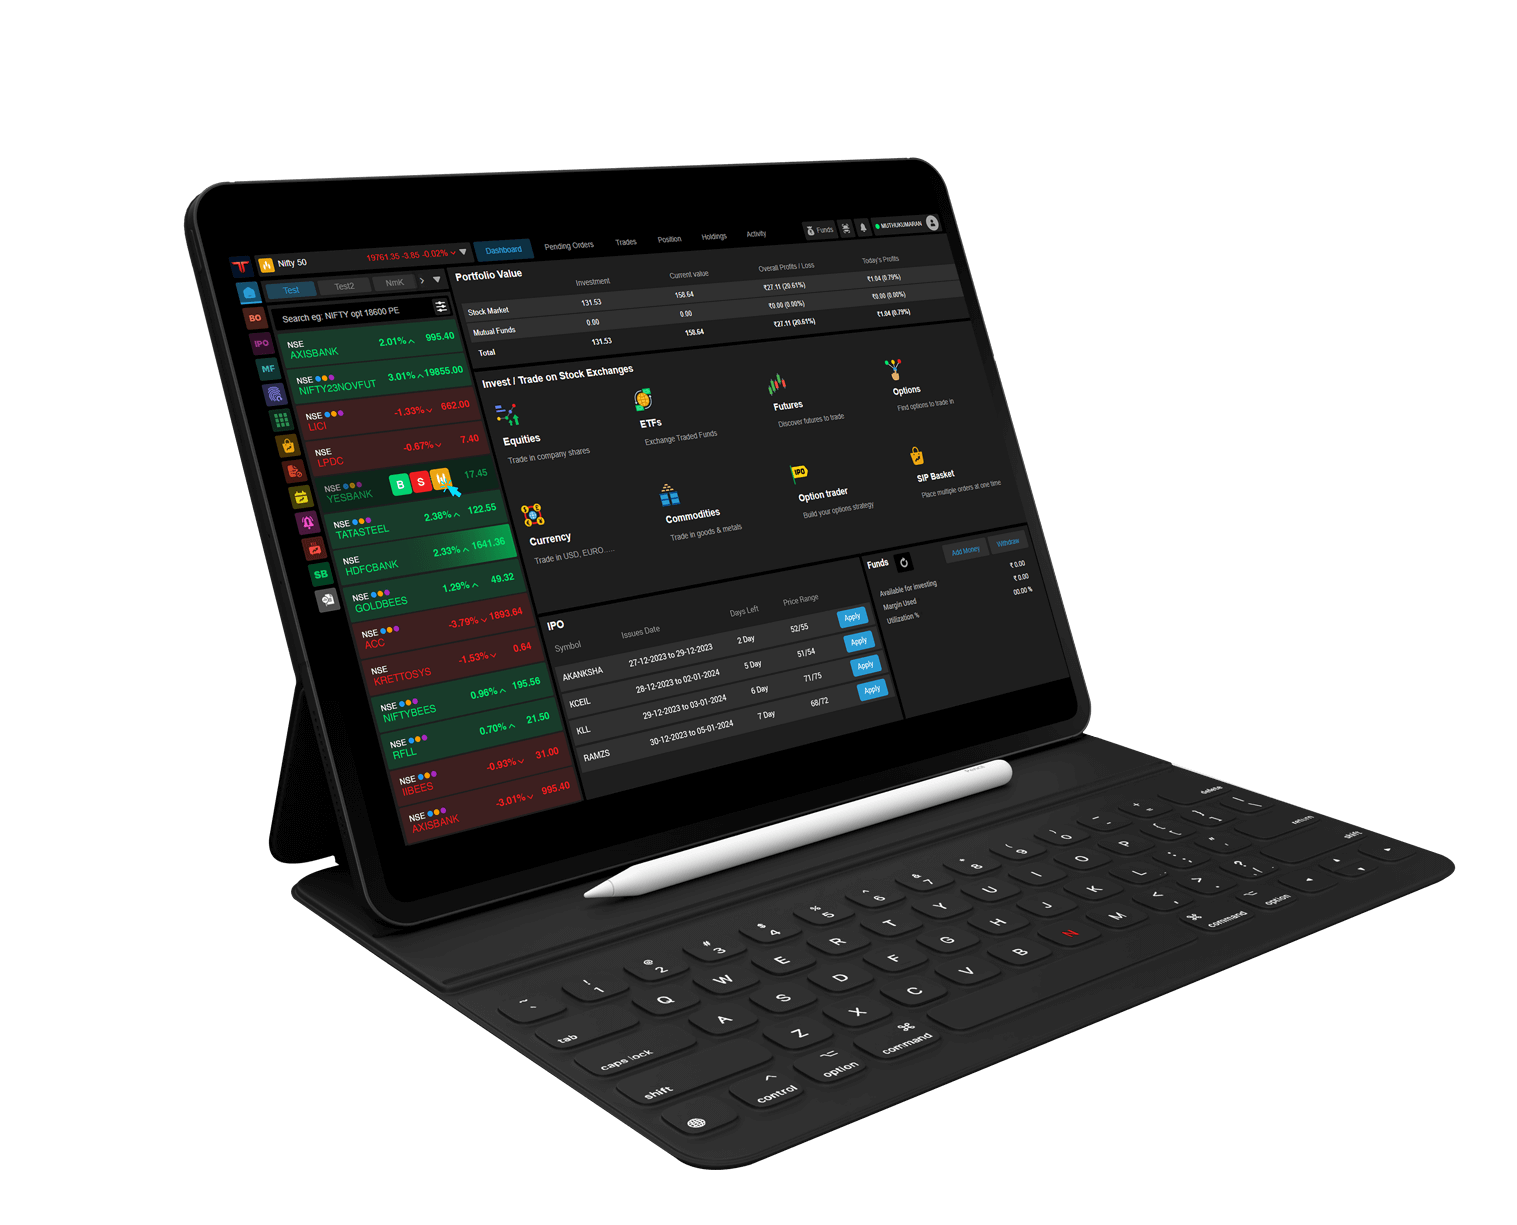 Nifty 50 19761.35 -3.85 -0.02%
Dashboard Pending Orders Trades Position Holdings Activity
Funds MUTHUKUMARAN
Test Test2 NmK
Search eg: NIFTY opt 18600 PE
BO
IPO
MF
SB
NSE
AXISBANK 2.01% 995.40
NSE
NIFTY23NOVFUT 3.01% 19855.00
NSE
LICI -1.33% 662.00
NSE
LPDC -0.67% 7.40
NSE
YESBANK B S 17.45
NSE
TATASTEEL 2.38% 122.55
NSE
HDFCBANK 2.33% 1641.36
NSE
GOLDBEES 1.29% 49.32
NSE
ACC -3.79% 1893.64
NSE
KRETTOSYS -1.53% 0.64
NSE
NIFTYBEES 0.96% 195.56
NSE
RFLL 0.70% 21.50
NSE
IIBEES -0.93% 31.00
NSE
AXISBANK -3.01% 995.40
Portfolio Value
Investment Current value Overall Profits / Loss Today's Profits
Stock Market 131.53 158.64 ₹27.11 (20.61%) ₹1.04 (0.79%)
Mutual Funds 0.00 0.00 ₹0.00 (0.00%) ₹0.00 (0.00%)
Total 131.53 158.64 ₹27.11 (20.61%) ₹1.04 (0.79%)
Invest / Trade on Stock Exchanges
Equities
Trade in company shares
ETFs
Exchange Traded Funds
Futures
Discover futures to trade
Options
Find options to trade in
Currency
Trade in USD, EURO.....
Commodities
Trade in goods & metals
IPO
Option trader
Build your options strategy
SIP Basket
Place multiple orders at one time
IPO
Symbol Issues Date Days Left Price Range
AKANKSHA 27-12-2023 to 29-12-2023 2 Day 52/55 Apply
KCEIL 28-12-2023 to 02-01-2024 5 Day 51/54 Apply
KLL 29-12-2023 to 03-01-2024 6 Day 71/75 Apply
RAMZS 30-12-2023 to 05-01-2024 7 Day 68/72 Apply
Funds Add Money Withdraw
Available for investing ₹ 0.00
Margin Used ₹ 0.00
Utilization % 00.00 %
~ ! 1 @ 2 # 3 $ 4 % 5 ^ 6 & 7 * 8 ( 9 ) 0 - + = delete
tab Q W E R T Y U I O P { [ } ] | \
caps lock A S D F G H J K L : ; " ' return
shift Z X C V B N M < , > . ? / shift
control option command command option